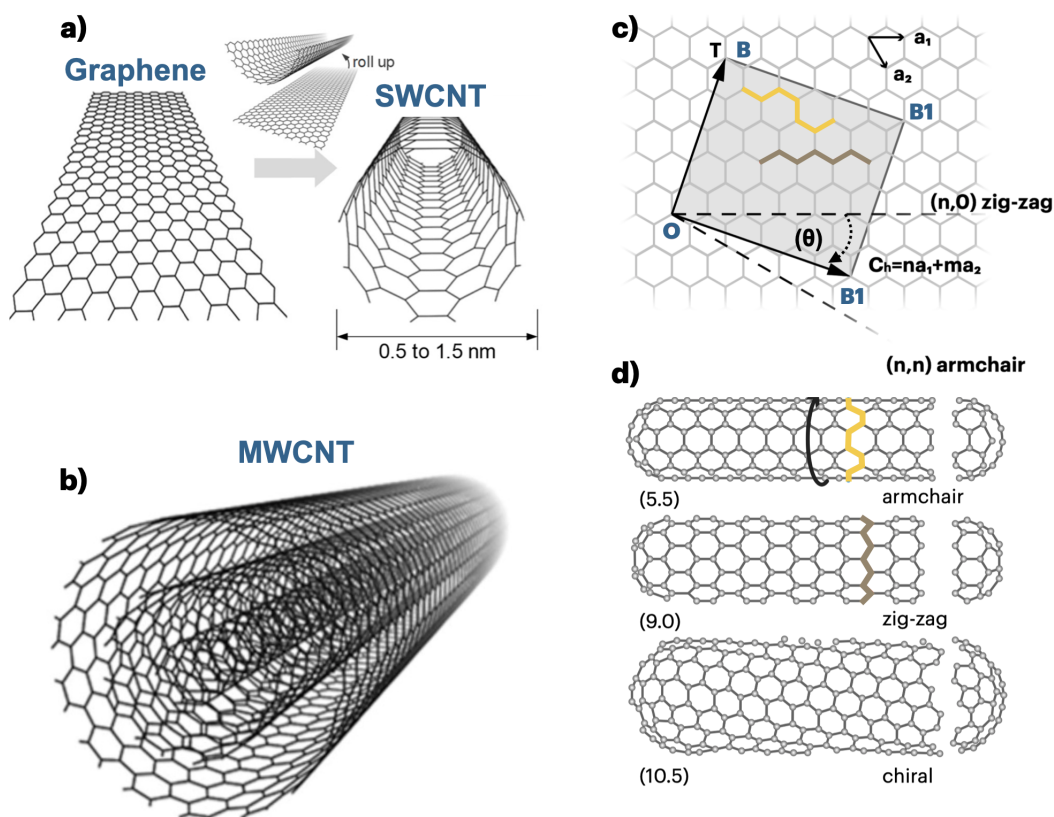 a)
Graphene
roll up
SWCNT
0.5 to 1.5 nm
b)
MWCNT
c)
T
B
a₁
a₂
B1
(n,0) zig-zag
O
(θ)
Cₕ=na₁+ma₂
B1
(n,n) armchair
d)
(5.5)
armchair
(9.0)
zig-zag
(10.5)
chiral